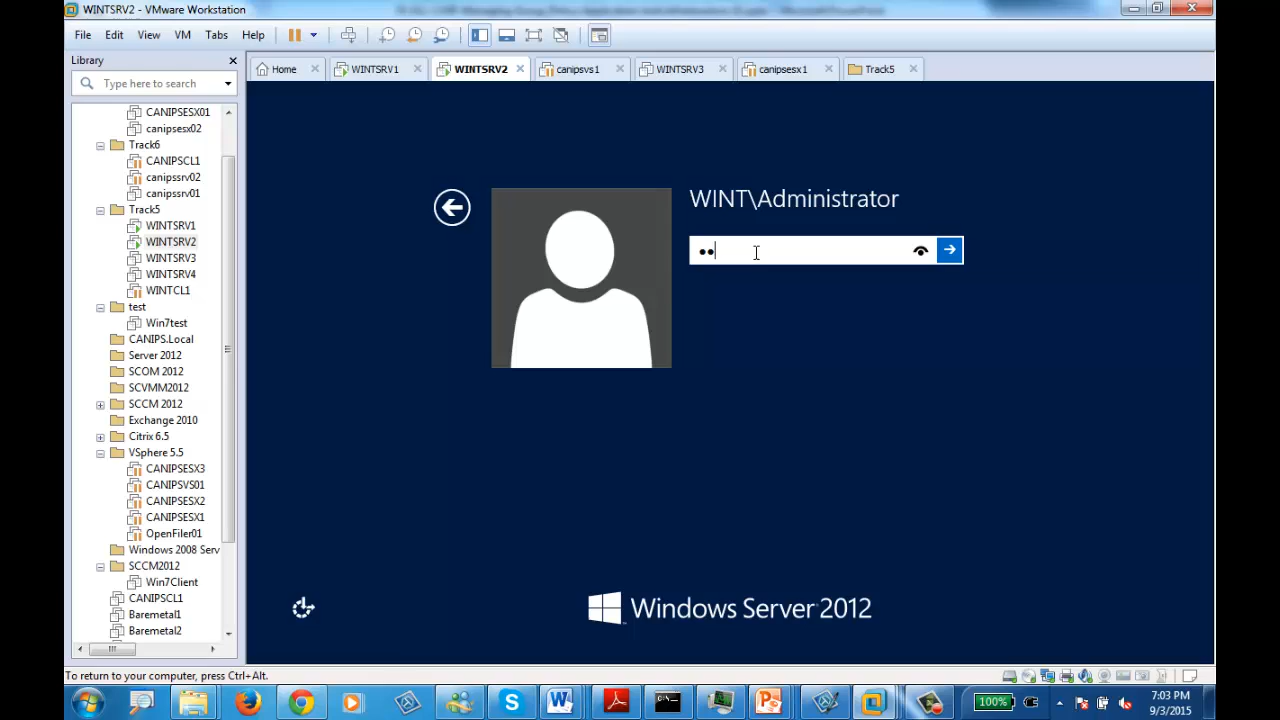 WINTSRV2 - VMware Workstation
File Edit View VM Tabs Help
Library
Type here to search
Home WINTSRV1 WINTSRV2 canipsvs1 WINTSRV3 canipsesx1 Track5
CANIPSESX01
canipsesx02
Track6
CANIPSCL1
canipssrv02
canipssrv01
Track5
WINTSRV1
WINTSRV2
WINTSRV3
WINTSRV4
WINTCL1
test
Win7test
CANIPS.Local
Server 2012
SCOM 2012
SCVMM2012
SCCM 2012
Exchange 2010
Citrix 6.5
VSphere 5.5
CANIPSESX3
CANIPSVS01
CANIPSESX2
CANIPSESX1
OpenFiler01
Windows 2008 Serv
SCCM2012
Win7Client
CANIPSCL1
Baremetal1
Baremetal2
WINT\Administrator
Windows Server 2012
To return to your computer, press Ctrl+Alt.
100%
7:03 PM
9/3/2015